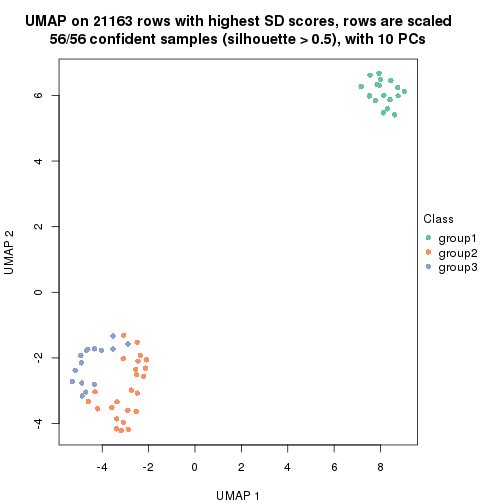 UMAP on 21163 rows with highest SD scores, rows are scaled
56/56 confident samples (silhouette > 0.5), with 10 PCs
6
4
2
0
-2
-4
UMAP 2
-4 -2 0 2 4 6 8
UMAP 1
Class
group1
group2
group3